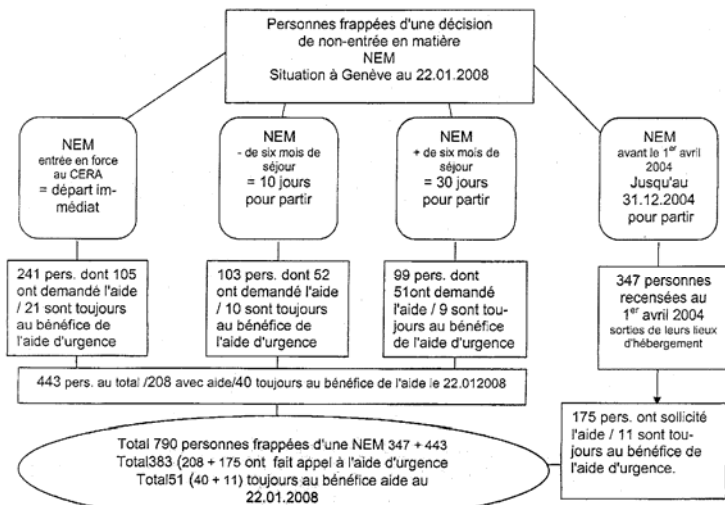 Personnes frappées d'une décision
de non-entrée en matière
NEM
Situation à Genève au 22.01.2008
NEM
entrée en force
au CERA
= départ im-
médiat
NEM
- de six mois de
séjour
= 10 jours
pour partir
NEM
+ de six mois de
séjour
= 30 jours
pour partir
NEM
avant le 1er avril
2004
Jusqu'au
31.12.2004
pour partir
241 pers. dont 105
ont demandé l'aide
/ 21 sont toujours
au bénéfice de
l'aide d'urgence
103 pers. dont 52
ont demandé l'aide
/ 10 sont toujours
au bénéfice de
l'aide d'urgence
99 pers. dont
51ont demandé
l'aide / 9 sont tou-
jours au bénéfice
de l'aide d'urgence
347 personnes
recensées au
1er avril 2004
sorties de leurs lieux
d'hébergement
443 pers. au total /208 avec aide/40 toujours au bénéfice de l'aide le 22.012008
175 pers. ont sollicité
l'aide / 11 sont tou-
jours au bénéfice de
l'aide d'urgence.
Total 790 personnes frappées d'une NEM 347 + 443
Total383 (208 + 175 ont fait appel à l'aide d'urgence
Total51 (40 + 11) toujours au bénéfice aide au
22.01.2008